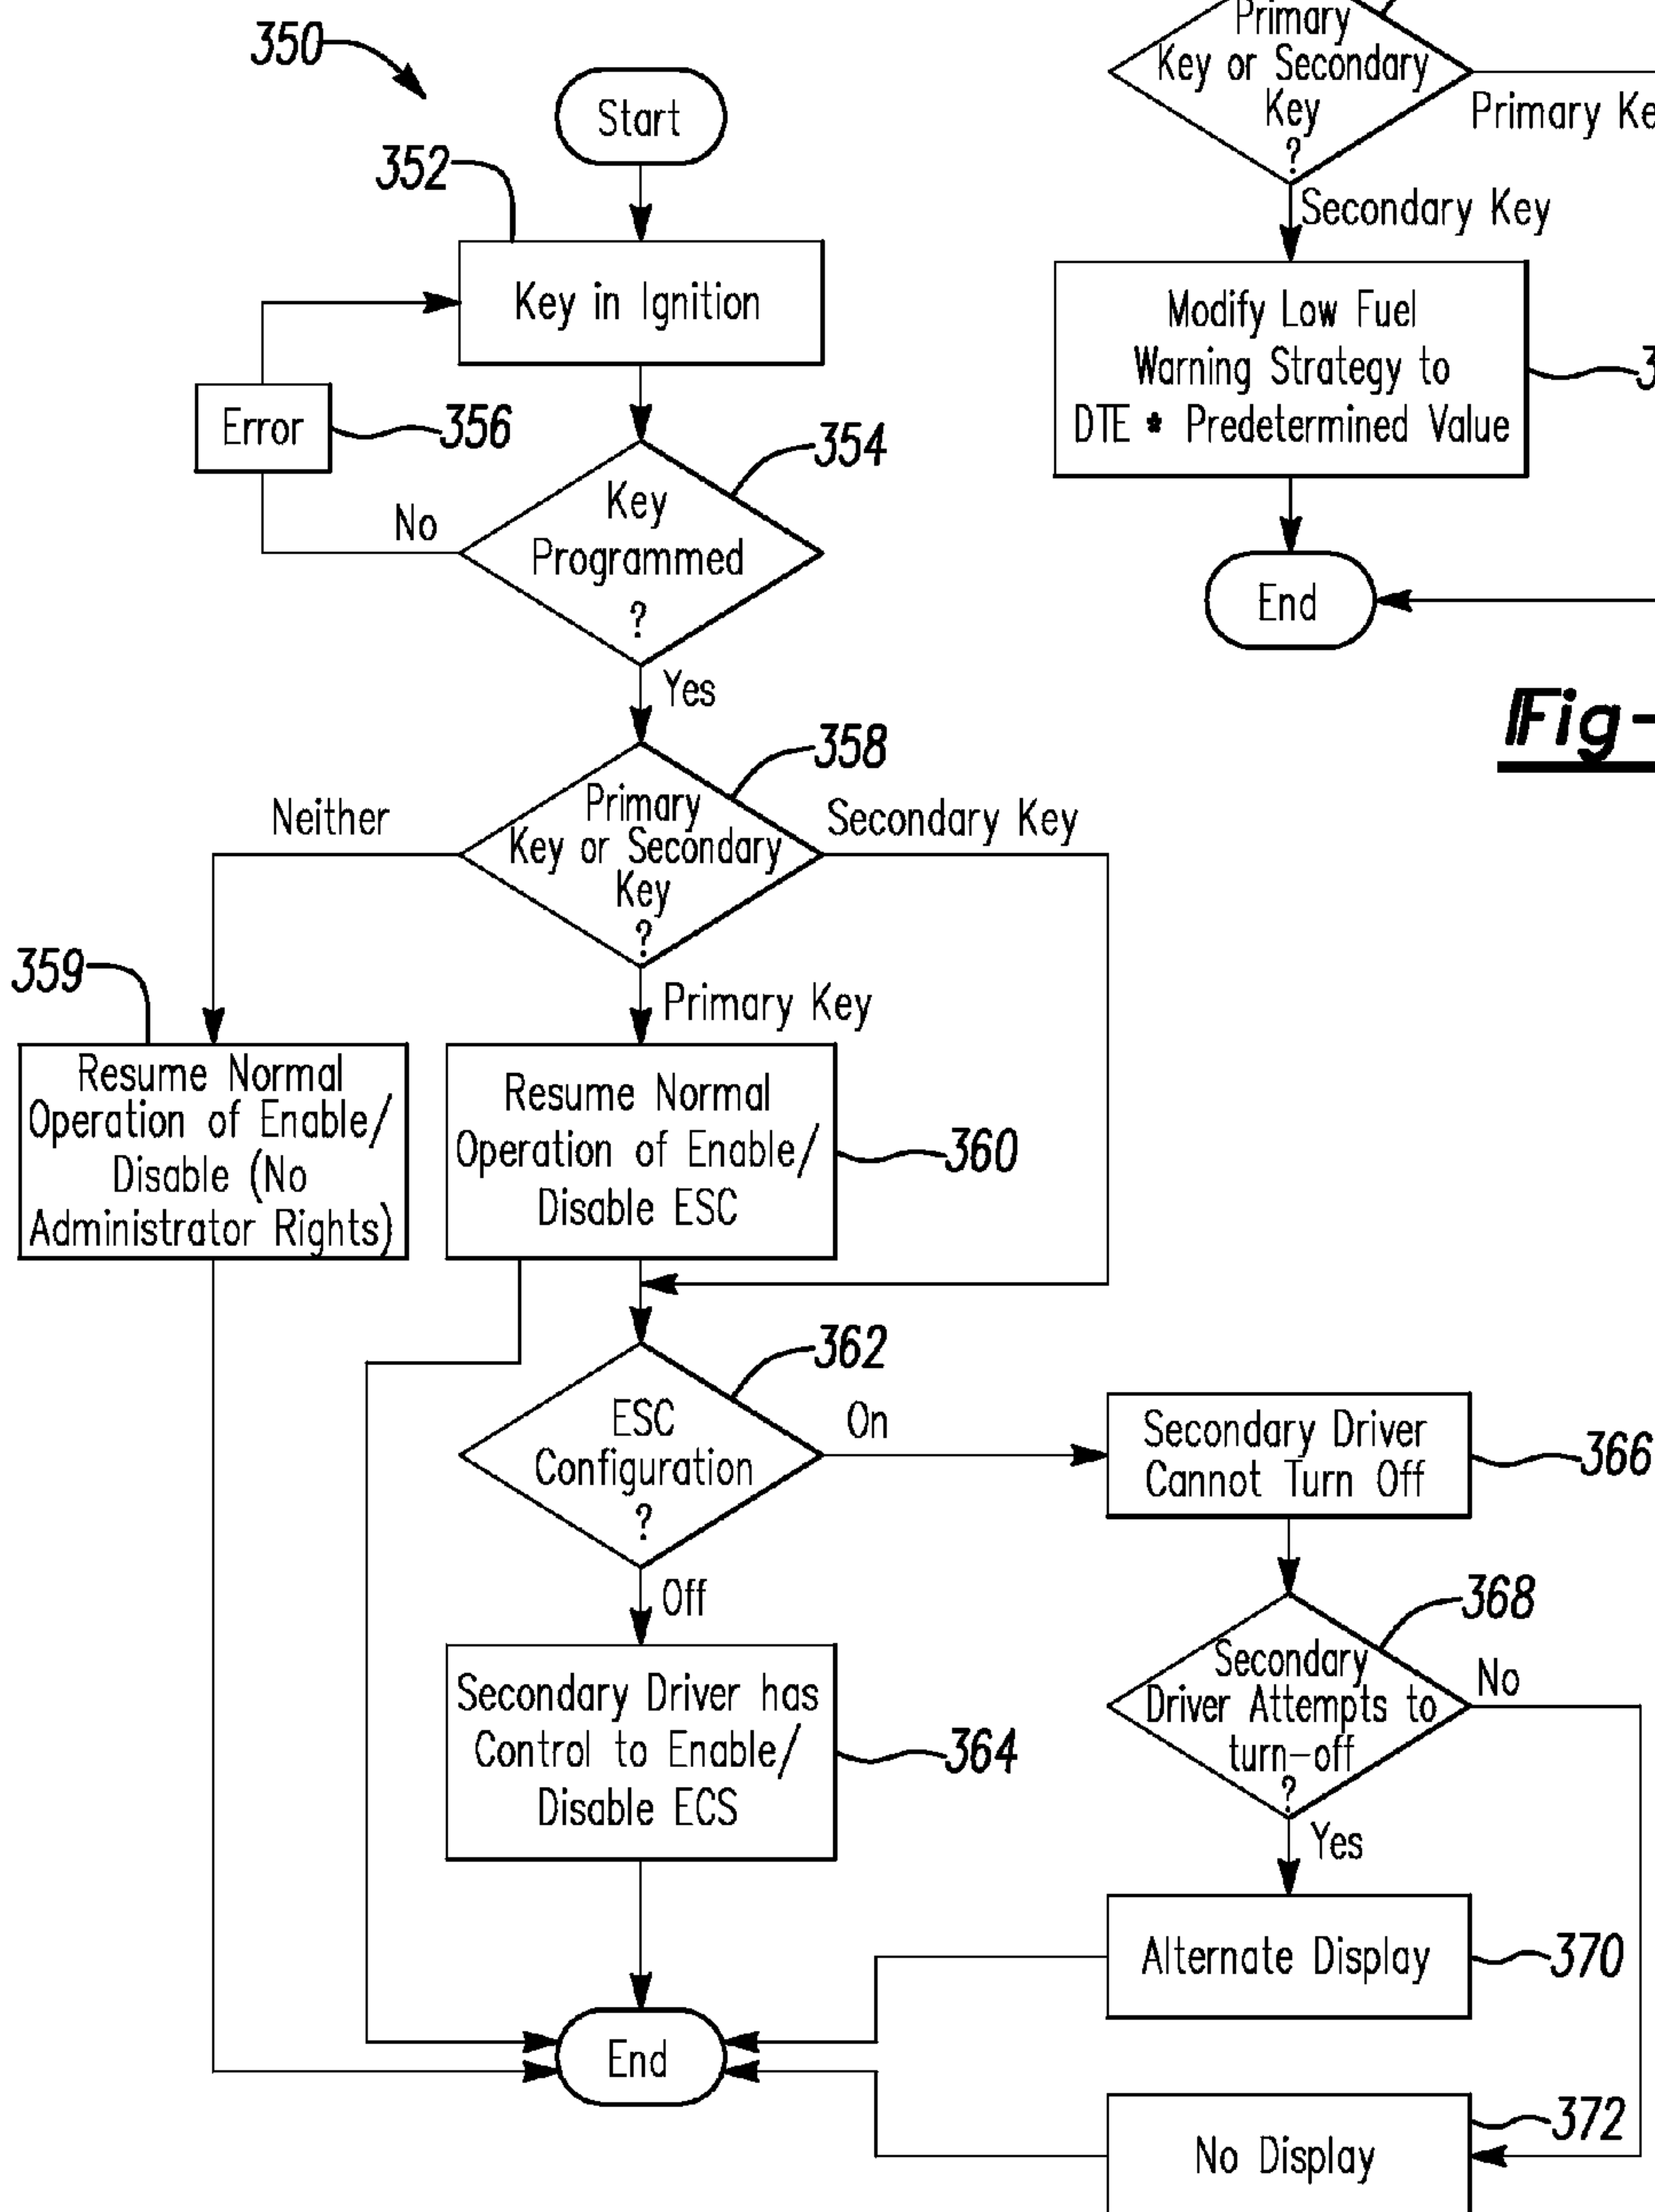 350
Start
352
Key in Ignition
Error
356
354
Key
Programmed
?
No
Yes
358
Primary
Key or Secondary
Key
?
Neither
Secondary Key
Primary Key
359
Resume Normal
Operation of Enable/
Disable (No
Administrator Rights)
Resume Normal
Operation of Enable/
Disable ESC
360
362
ESC
Configuration
?
On
Off
Secondary Driver
Cannot Turn Off
366
368
Secondary
Driver Attempts to
turn-off
?
No
Yes
Secondary Driver has
Control to Enable/
Disable ECS
364
Alternate Display
370
End
No Display
372
Primary
Key or Secondary
Key
?
Primary
Secondary Key
Modify Low Fuel
Warning Strategy to
DTE * Predetermined Value
End
Fig-